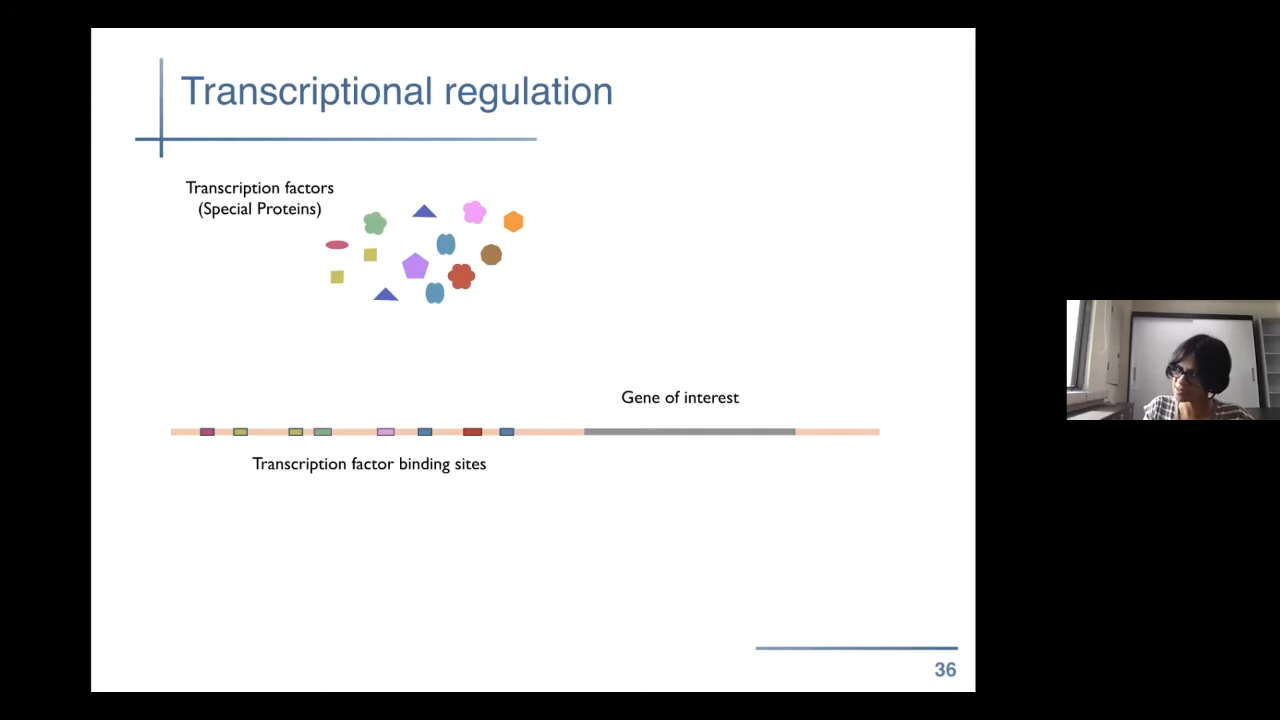 Transcriptional regulation
Transcription factors
(Special Proteins)
Gene of interest
Transcription factor binding sites
36